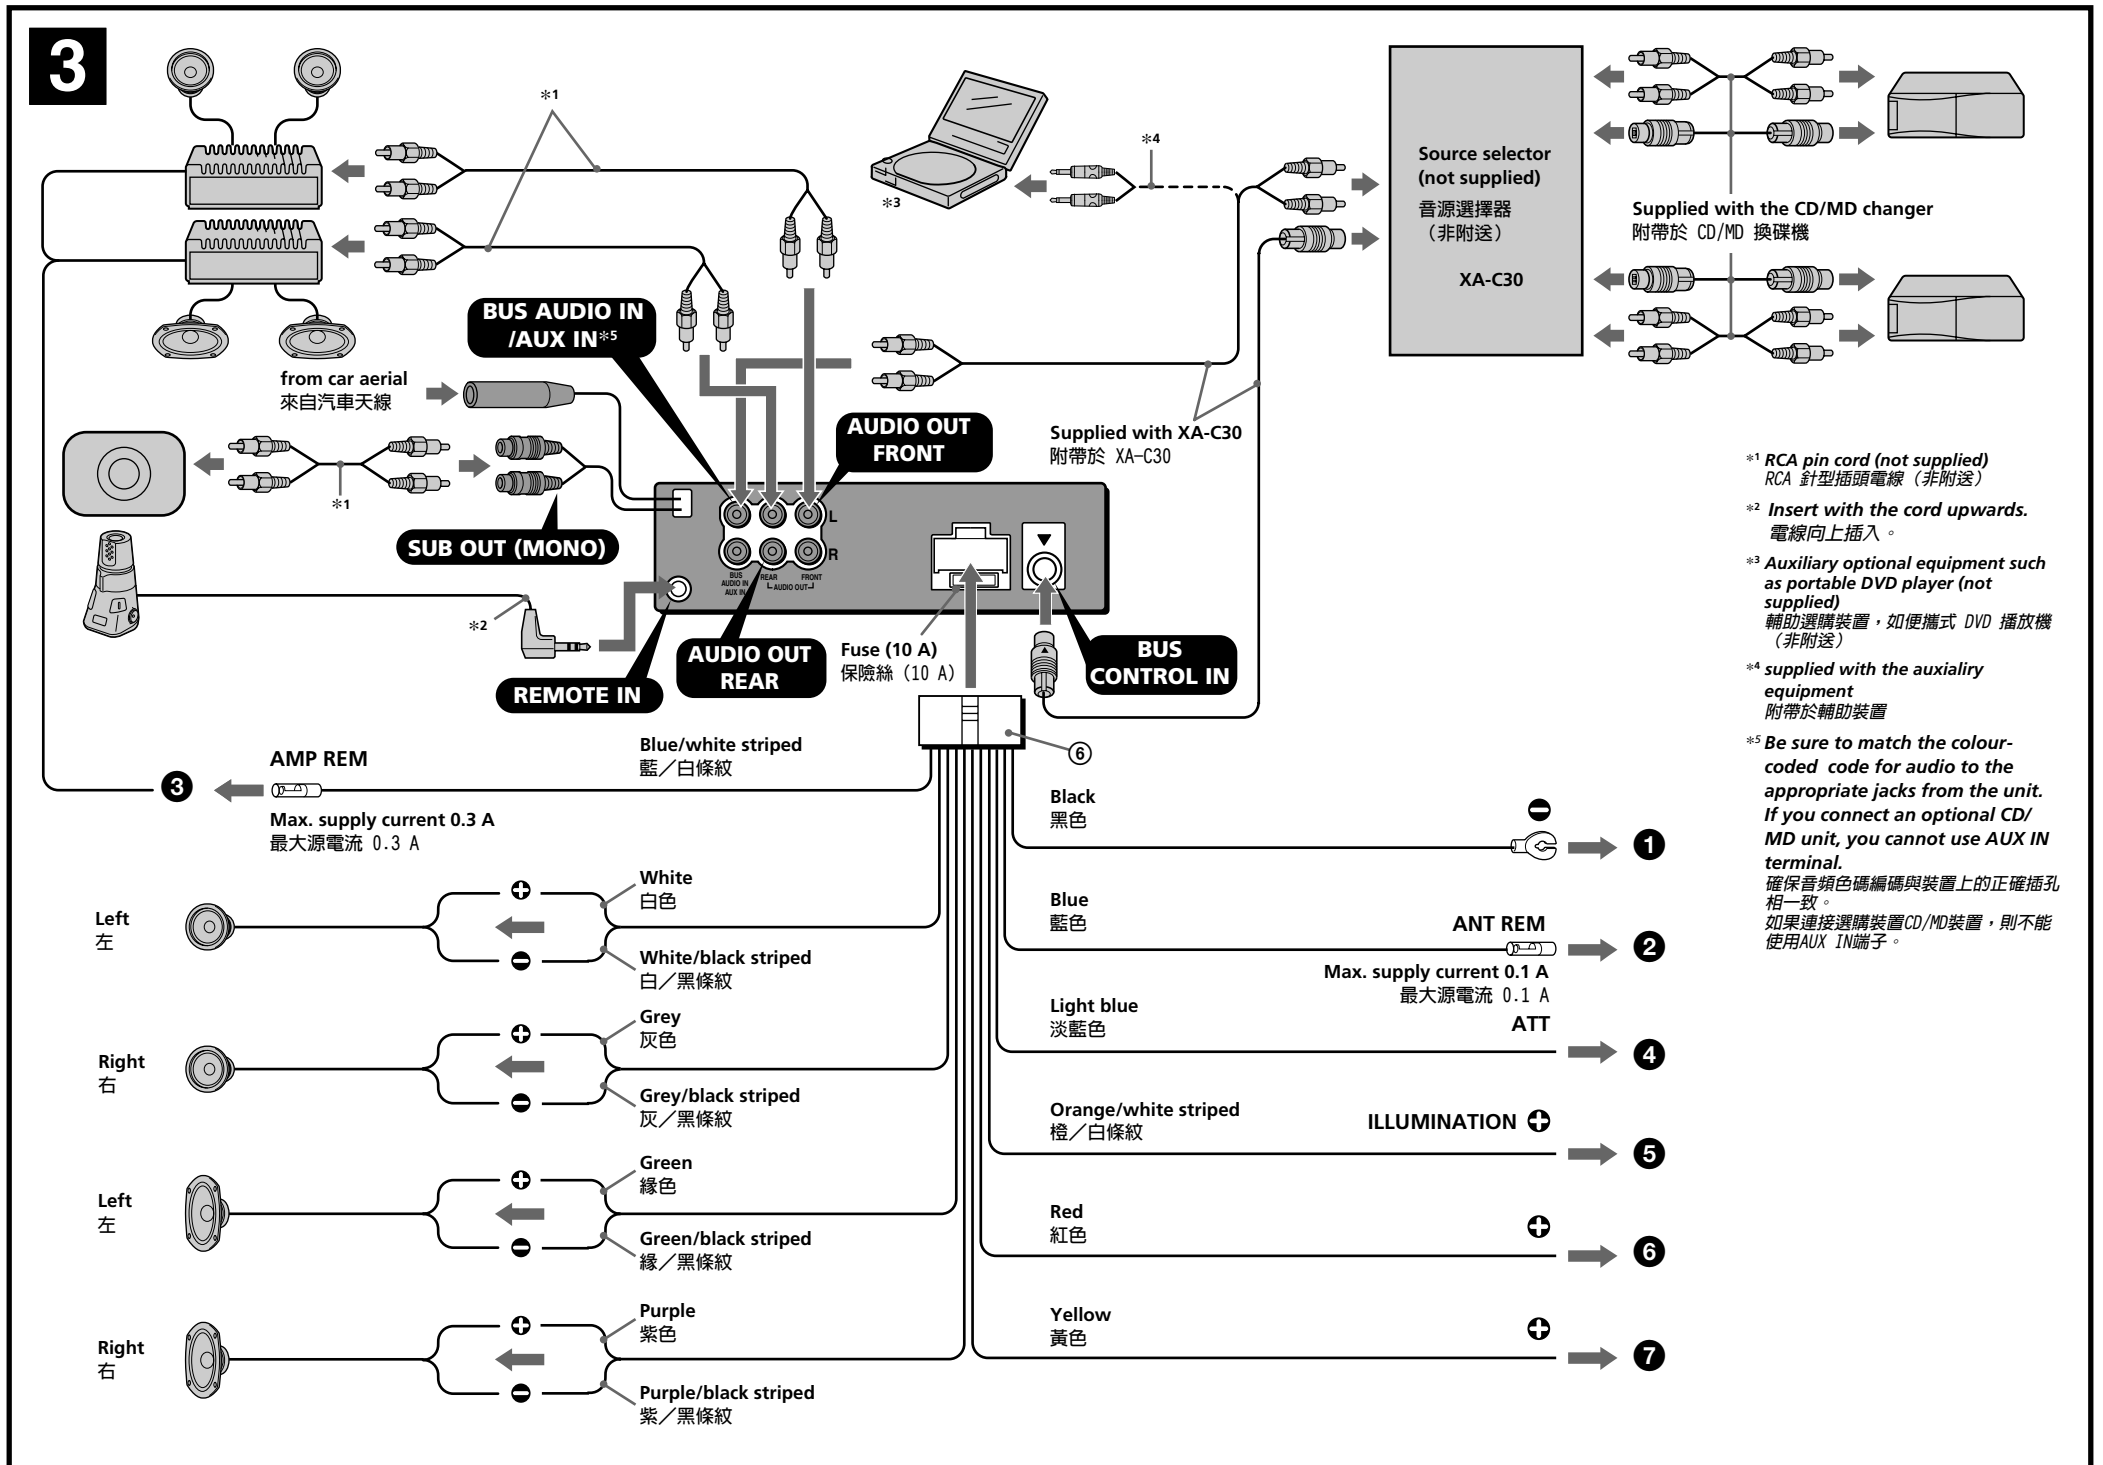 3
*1
*4
*3
Source selector
(not supplied)
音源選擇器
（非附送）
XA-C30
Supplied with the CD/MD changer
附帶於 CD/MD 換碟機
BUS AUDIO IN
/AUX IN*5
from car aerial
來自汽車天線
AUDIO OUT
FRONT
Supplied with XA-C30
附帶於 XA-C30
*1
SUB OUT (MONO)
L
R
BUS
AUDIO IN
AUX IN
REAR
FRONT
AUDIO OUT
*2
REMOTE IN
AUDIO OUT
REAR
Fuse (10 A)
保險絲 (10 A)
BUS
CONTROL IN
*1 RCA pin cord (not supplied)
RCA 針型插頭電線（非附送）
*2 Insert with the cord upwards.
電線向上插入。
*3 Auxiliary optional equipment such
as portable DVD player (not
supplied)
輔助選購裝置，如便攜式 DVD 播放機
（非附送）
*4 supplied with the auxialiry
equipment
附帶於輔助裝置
*5 Be sure to match the colour-
coded code for audio to the
appropriate jacks from the unit.
If you connect an optional CD/
MD unit, you cannot use AUX IN
terminal.
確保音頻色碼編碼與裝置上的正確插孔
相一致。
如果連接選購裝置CD/MD裝置，則不能
使用AUX IN端子。
⑥
❸
AMP REM
Blue/white striped
藍／白條紋
Max. supply current 0.3 A
最大源電流 0.3 A
Left
左
⊕
White
白色
⊖
White/black striped
白／黑條紋
Right
右
⊕
Grey
灰色
⊖
Grey/black striped
灰／黑條紋
Left
左
⊕
Green
緣色
⊖
Green/black striped
緣／黑條紋
Right
右
⊕
Purple
紫色
⊖
Purple/black striped
紫／黑條紋
Black
黑色
⊖
❶
Blue
藍色
ANT REM
❷
Max. supply current 0.1 A
最大源電流 0.1 A
Light blue
淡藍色
ATT
❹
Orange/white striped
橙／白條紋
ILLUMINATION ⊕
❺
Red
紅色
⊕
❻
Yellow
黃色
⊕
❼